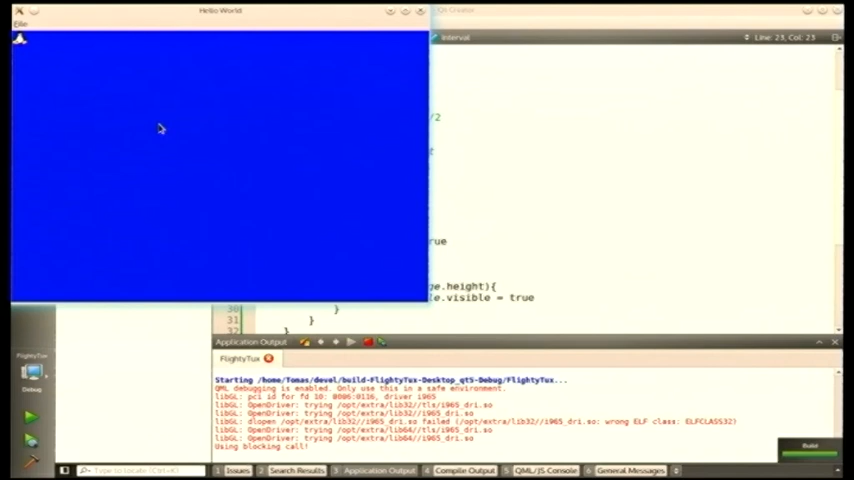 Hello World
File
Qt Creator
interval
Line: 23, Col: 23
/2
t
rue
ge.height){
le.visible = true
30 }
31 }
32 }
Application Output
FlightyTux
FlightyTux
Debug
Starting /home/Tomas/devel/build-FlightyTux-Desktop_qt5-Debug/FlightyTux...
QML debugging is enabled. Only use this in a safe environment.
libGL: pci id for fd 10: 8086:0116, driver i965
libGL: OpenDriver: trying /opt/extra/lib32//tls/i965_dri.so
libGL: OpenDriver: trying /opt/extra/lib32//i965_dri.so
libGL: dlopen /opt/extra/lib32//i965_dri.so failed (/opt/extra/lib32//i965_dri.so: wrong ELF class: ELFCLASS32)
libGL: OpenDriver: trying /opt/extra/lib64//tls/i965_dri.so
libGL: OpenDriver: trying /opt/extra/lib64//i965_dri.so
Using blocking call!
Build
Type to locate (Ctrl+K)
1 Issues 2 Search Results 3 Application Output 4 Compile Output 5 QML/JS Console 6 General Messages